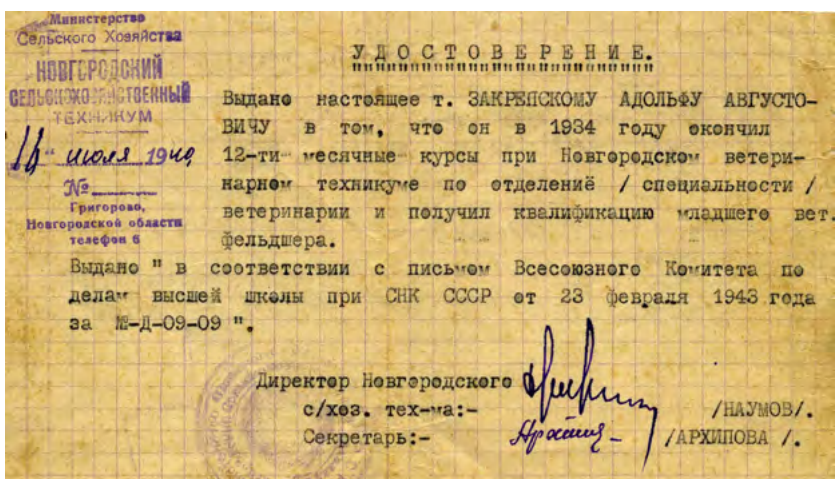 Министерство
Сельского Хозяйства
НОВГОРОДСКИЙ
СЕЛЬСКОХОЗЯЙСТВЕННЫЙ
ТЕХНИКУМ
" июля 19
№
Григорово,
Новгородской области
телефон 6
УДОСТОВЕРЕНИЕ.
Выдано настоящее т. ЗАКРЕПСКОМУ АДОЛЬФУ АВГУСТО-
ВИЧУ в том, что он в 1934 году окончил
12-ти месячные курсы при Новгородском ветери-
нарном техникуме по отделениё / специальности /
ветеринарии и получил квалификацию младшего вет.
фельдшера.
Выдано " в соответствии с письмом Всесоюзного Комитета по
делам высшей школы при СНК СССР от 23 февраля 1943 года
за №-Д-09-09 ".
Директор Новгородского
с/хоз. тех-ма:-
/НАУМОВ/.
Секретарь:-
/АРХИПОВА /.